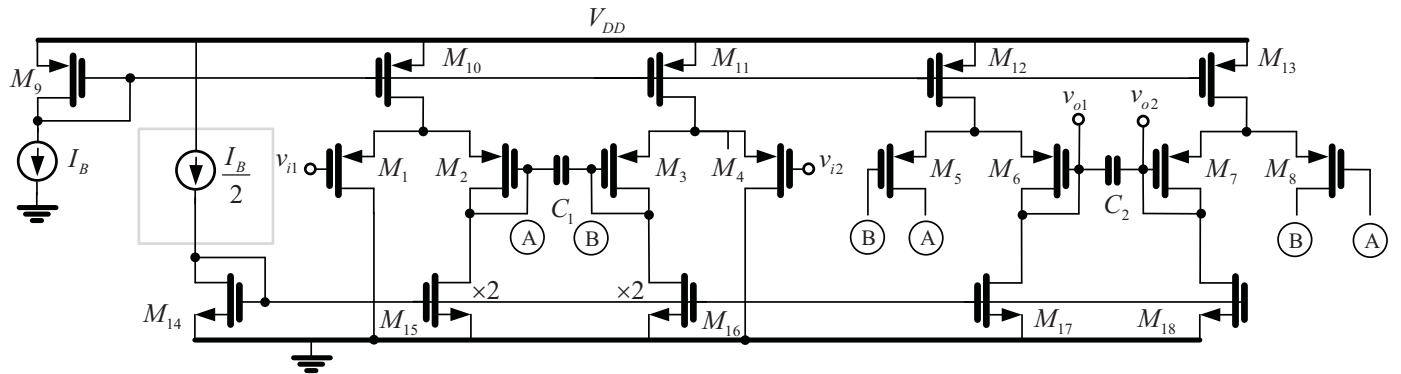 V_DD
M_9
M_10
M_11
M_12
M_13
v_o1
v_o2
I_B
I_B
2
v_i1
M_1
M_2
M_3
M_4
v_i2
M_5
M_6
M_7
M_8
C_1
C_2
A
B
B
A
B
A
×2
×2
M_14
M_15
M_16
M_17
M_18